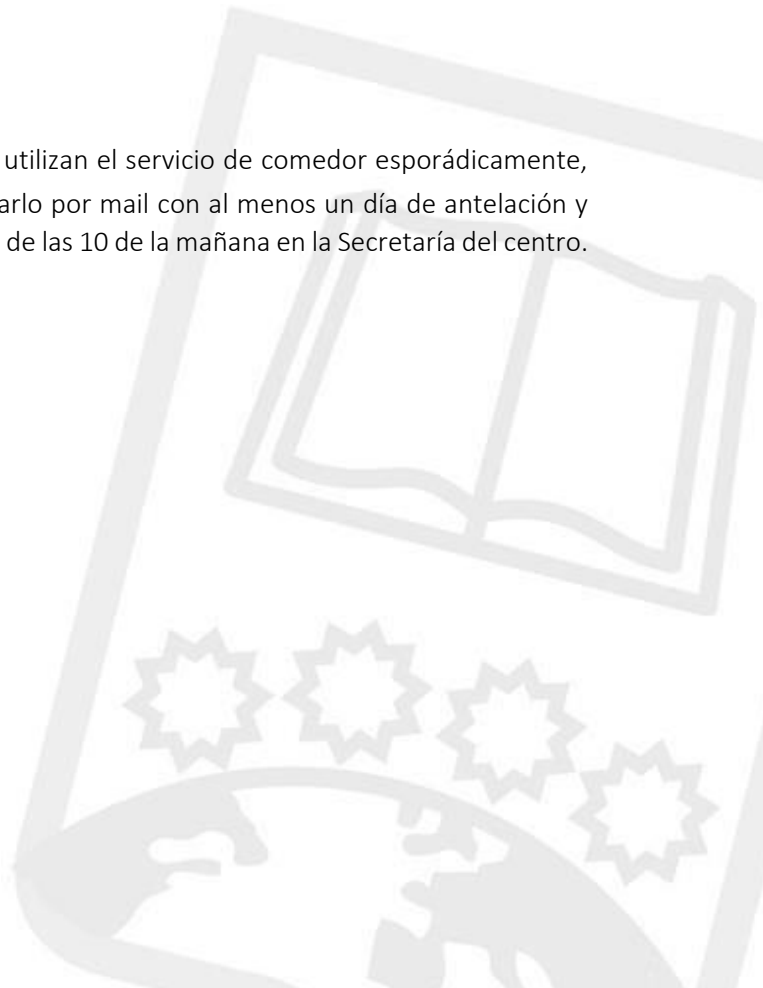 utilizan el servicio de comedor esporádicamente,
arlo por mail con al menos un día de antelación y
de las 10 de la mañana en la Secretaría del centro.